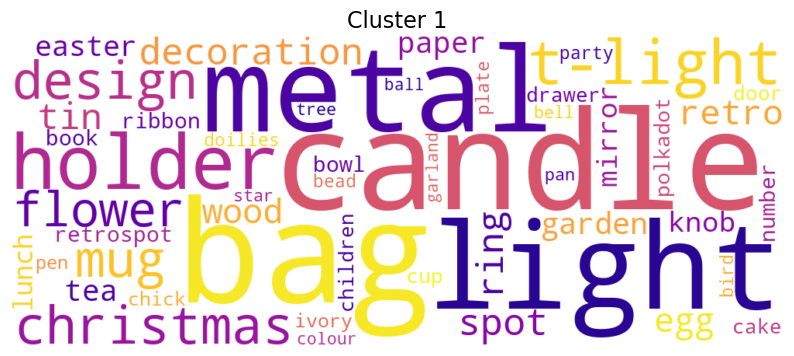 Cluster 1
easter
decoration
paper
party
t-light
design
metal
ball
plate
drawer
door
tree
bell
tin
ribbon
retro
book
doilies
mirror
polkadot
holder
candle
bowl
bead
garland
pan
star
number
flower
wood
bag
light
ring
garden
knob
retrospot
lunch
pen
mug
children
cup
bird
tea
chick
christmas
ivory
colour
spot
egg
cake